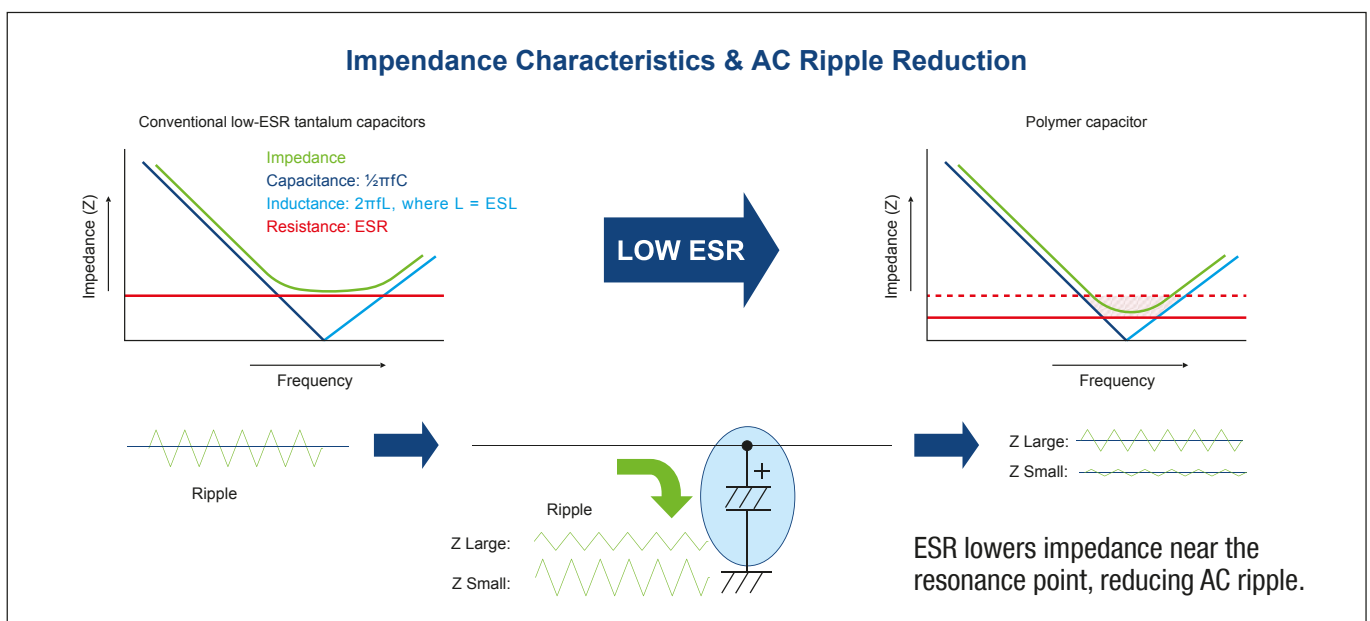 Impendance Characteristics & AC Ripple Reduction
Conventional low-ESR tantalum capacitors
Impedance
Capacitance: ½πfC
Inductance: 2πfL, where L = ESL
Resistance: ESR
Impedance (Z)
Frequency
LOW ESR
Polymer capacitor
Impedance (Z)
Frequency
Ripple
Ripple
Z Large:
Z Small:
+
Z Large:
Z Small:
ESR lowers impedance near the
resonance point, reducing AC ripple.